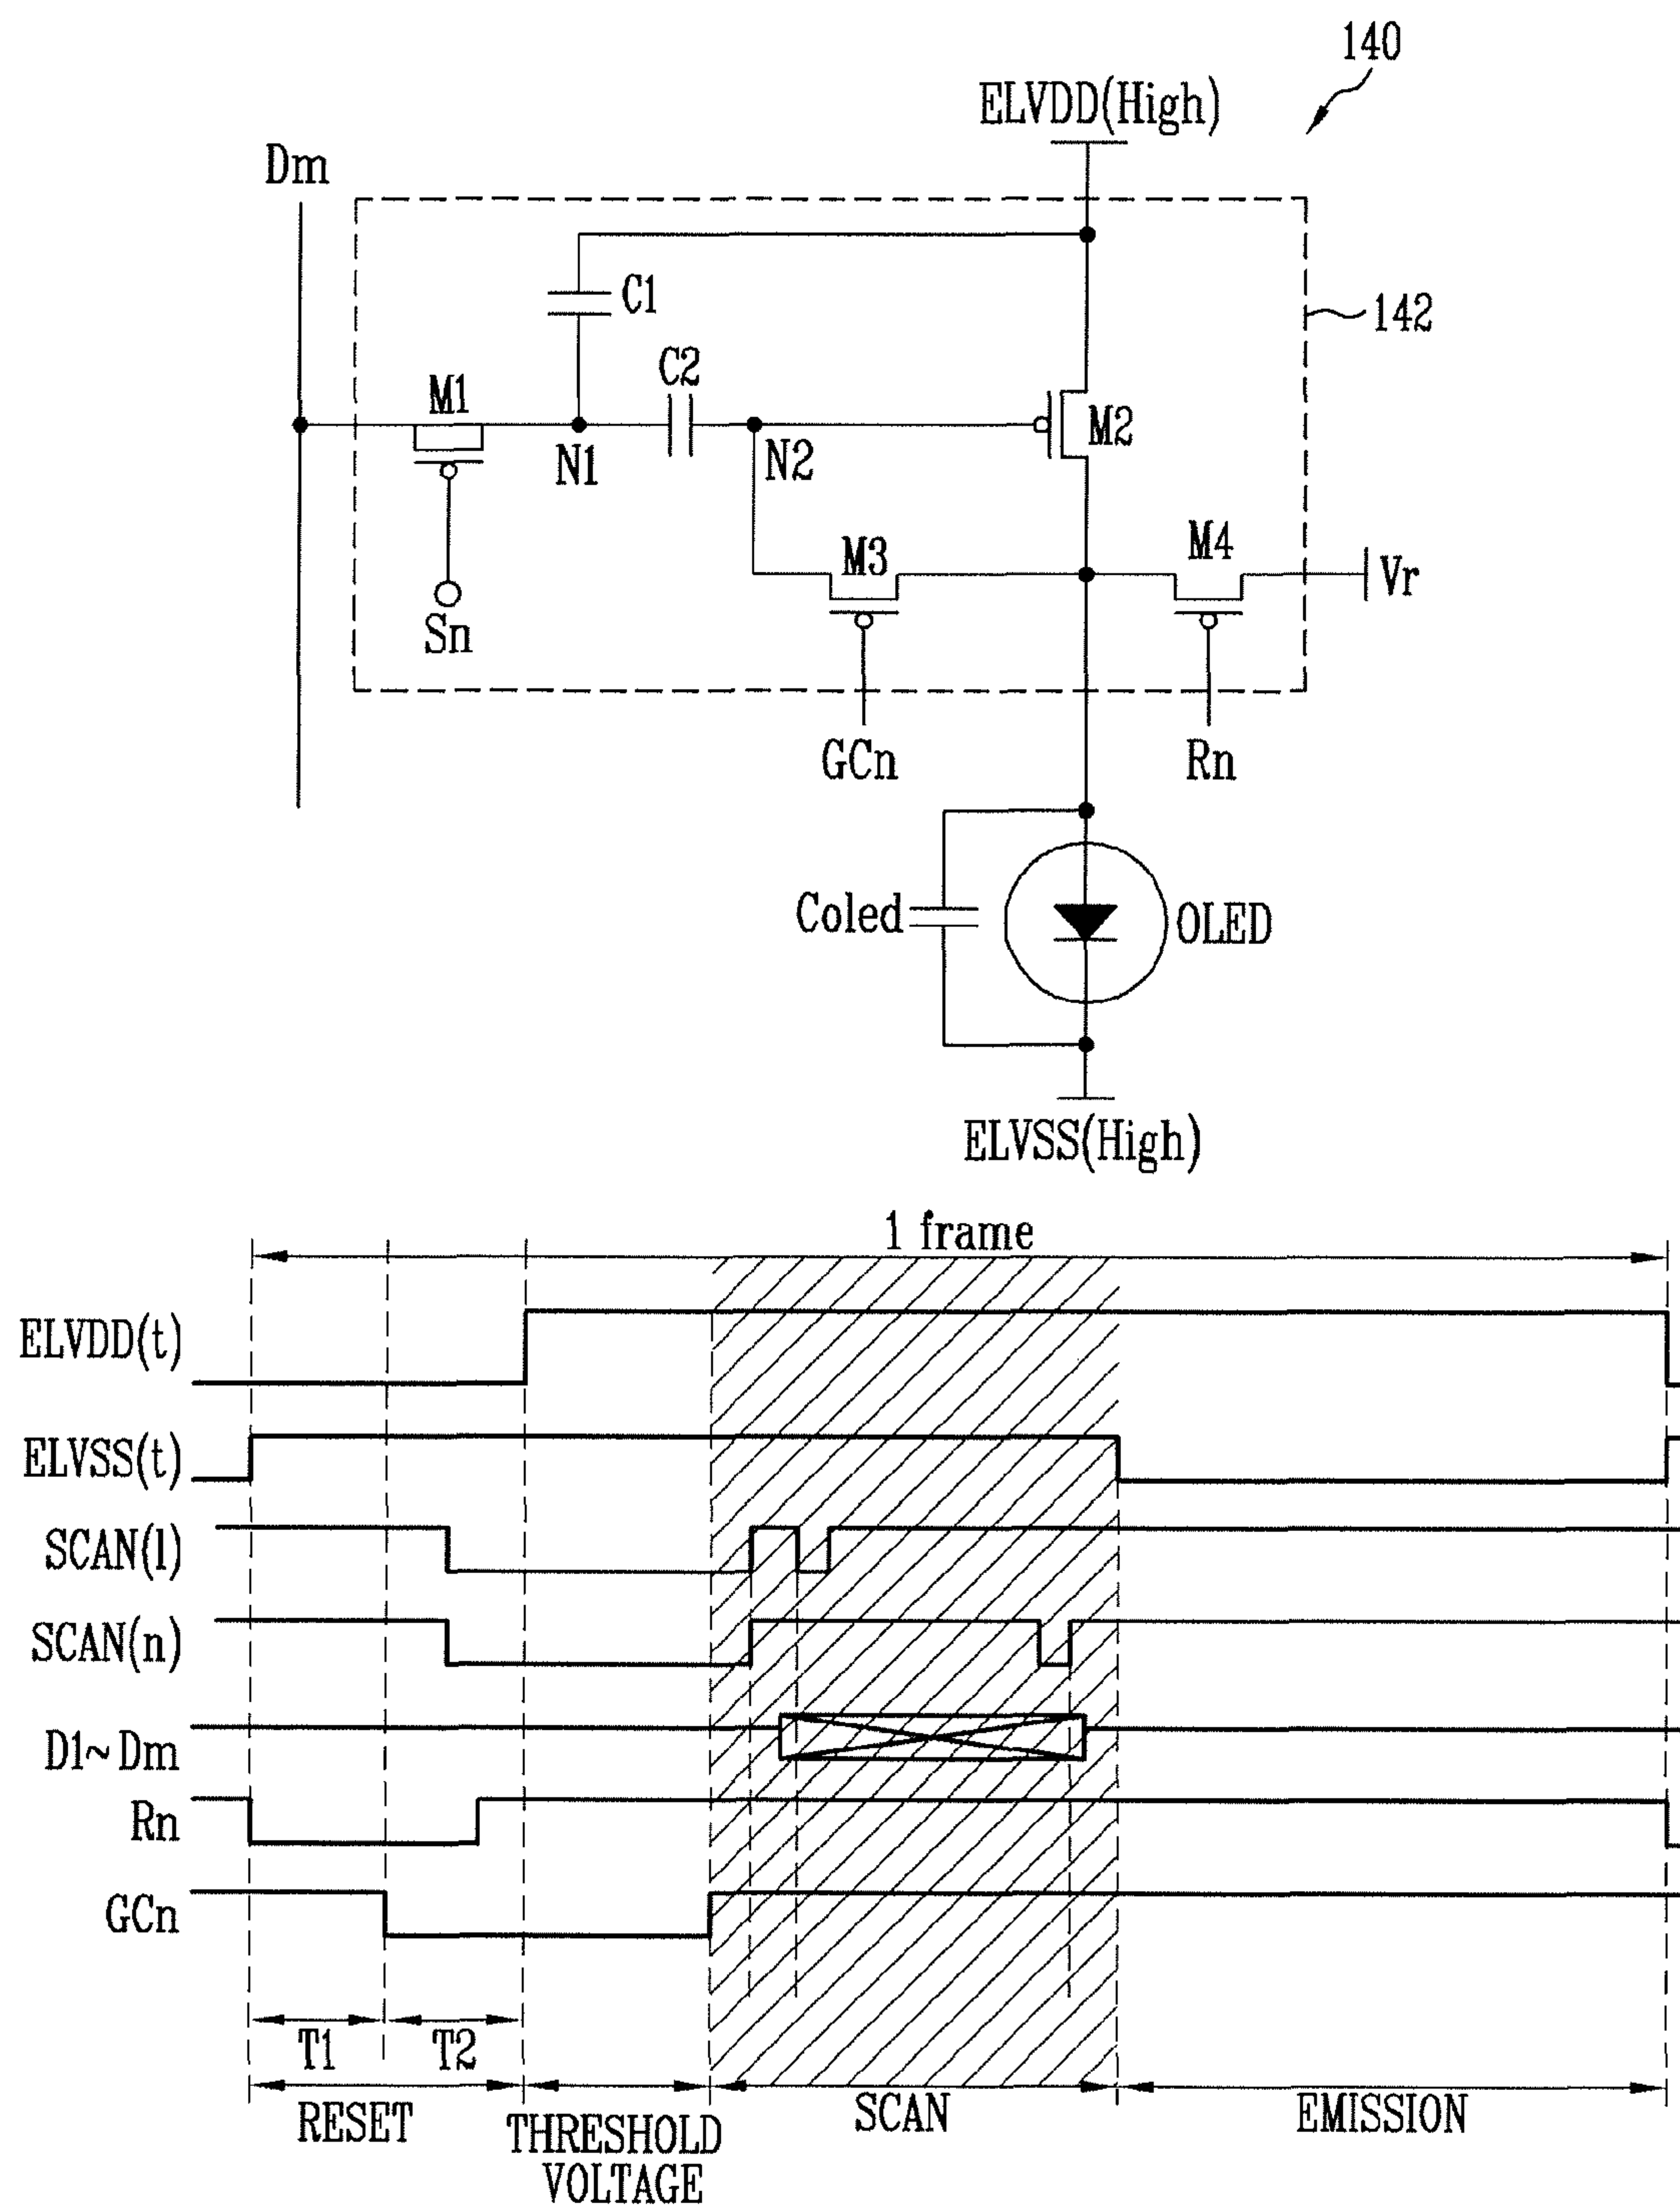 140
ELVDD(High)
Dm
C1
142
C2
M1
M2
N1
N2
M3
M4
Vr
Sn
GCn
Rn
Coled
OLED
ELVSS(High)
1 frame
ELVDD(t)
ELVSS(t)
SCAN(1)
SCAN(n)
D1~Dm
Rn
GCn
T1
T2
RESET
THRESHOLD
VOLTAGE
SCAN
EMISSION